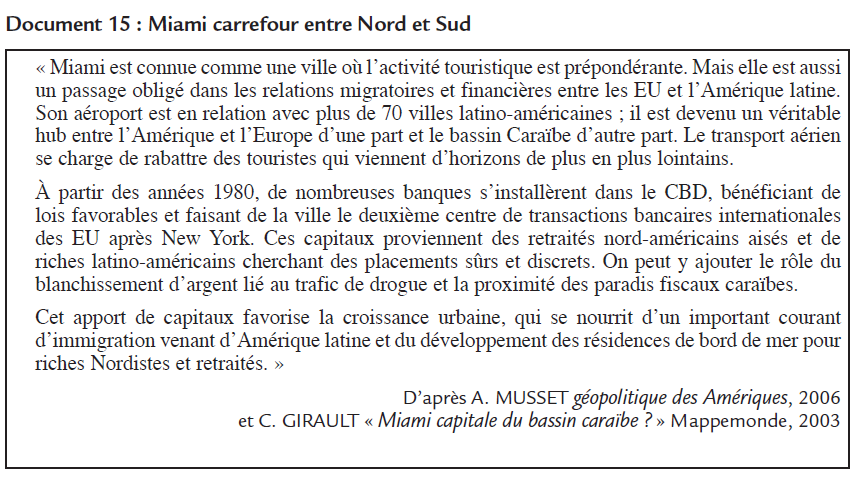 Document 15 : Miami carrefour entre Nord et Sud
« Miami est connue comme une ville où l’activité touristique est prépondérante. Mais elle est aussi
un passage obligé dans les relations migratoires et financières entre les EU et l’Amérique latine.
Son aéroport est en relation avec plus de 70 villes latino-américaines ; il est devenu un véritable
hub entre l’Amérique et l’Europe d’une part et le bassin Caraïbe d’autre part. Le transport aérien
se charge de rabattre des touristes qui viennent d’horizons de plus en plus lointains.
À partir des années 1980, de nombreuses banques s’installèrent dans le CBD, bénéficiant de
lois favorables et faisant de la ville le deuxième centre de transactions bancaires internationales
des EU après New York. Ces capitaux proviennent des retraités nord-américains aisés et de
riches latino-américains cherchant des placements sûrs et discrets. On peut y ajouter le rôle du
blanchissement d’argent lié au trafic de drogue et la proximité des paradis fiscaux caraïbes.
Cet apport de capitaux favorise la croissance urbaine, qui se nourrit d’un important courant
d’immigration venant d’Amérique latine et du développement des résidences de bord de mer pour
riches Nordistes et retraités. »
D’après A. MUSSET géopolitique des Amériques, 2006
et C. GIRAULT « Miami capitale du bassin caraïbe ? » Mappemonde, 2003